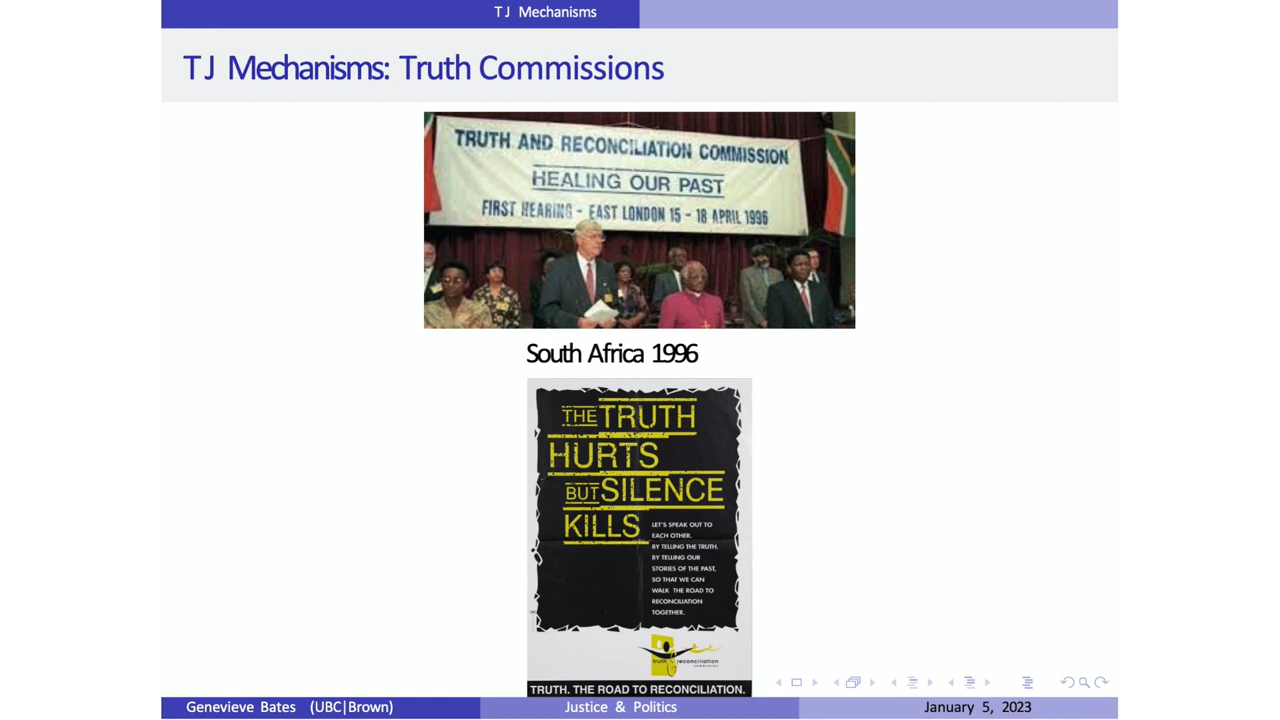 TJ Mechanisms
TJ Mechanisms: Truth Commissions
TRUTH AND RECONCILIATION COMMISSION
HEALING OUR PAST
FIRST HEARING - EAST LONDON 15 - 18 APRIL 1996
South Africa 1996
THE TRUTH
HURTS
BUT SILENCE
KILLS
LET'S SPEAK OUT TO
EACH OTHER.
BY TELLING THE TRUTH.
BY TELLING OUR
STORIES OF THE PAST,
SO THAT WE CAN
WALK THE ROAD TO
RECONCILIATION
TOGETHER.
truth reconciliation
commission
TRUTH. THE ROAD TO RECONCILIATION.
Genevieve Bates (UBC|Brown)
Justice & Politics
January 5, 2023